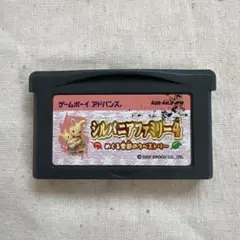 ゲームボーイ アドバンス
シルバニアファミリー4
めぐる季節のタペストリー